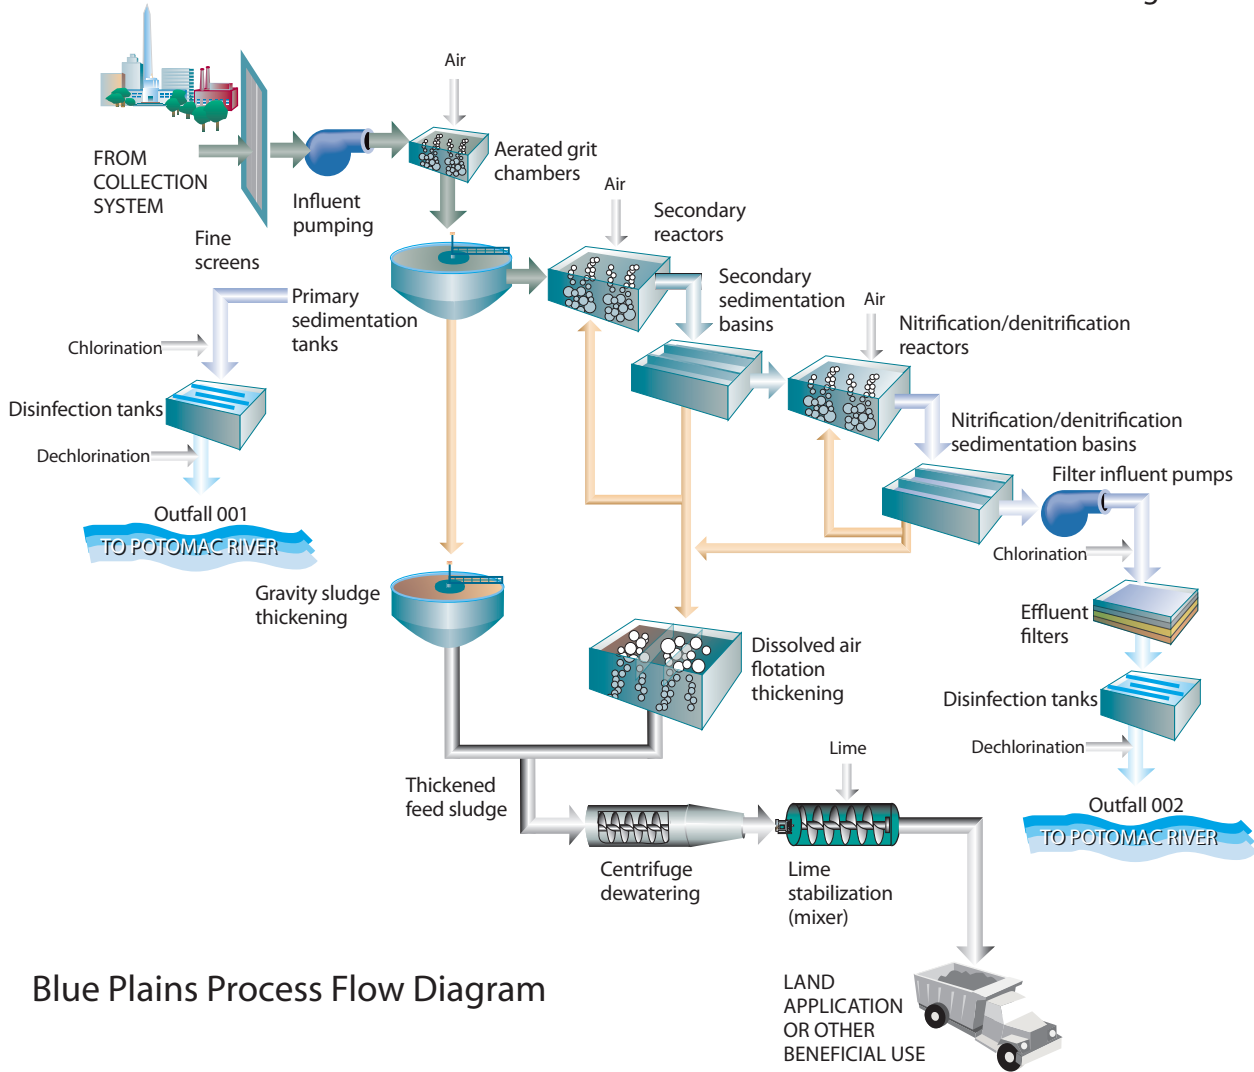 Air
FROM
COLLECTION
SYSTEM
Fine
screens
Influent
pumping
Aerated grit
chambers
Air
Secondary
reactors
Primary
sedimentation
tanks
Secondary
sedimentation
basins
Air
Nitrification/denitrification
reactors
Chlorination
Disinfection tanks
Dechlorination
Outfall 001
TO POTOMAC RIVER
Nitrification/denitrification
sedimentation basins
Filter influent pumps
Chlorination
Effluent
filters
Gravity sludge
thickening
Dissolved air
flotation
thickening
Disinfection tanks
Dechlorination
Outfall 002
TO POTOMAC RIVER
Thickened
feed sludge
Lime
Centrifuge
dewatering
Lime
stabilization
(mixer)
LAND
APPLICATION
OR OTHER
BENEFICIAL USE
Blue Plains Process Flow Diagram